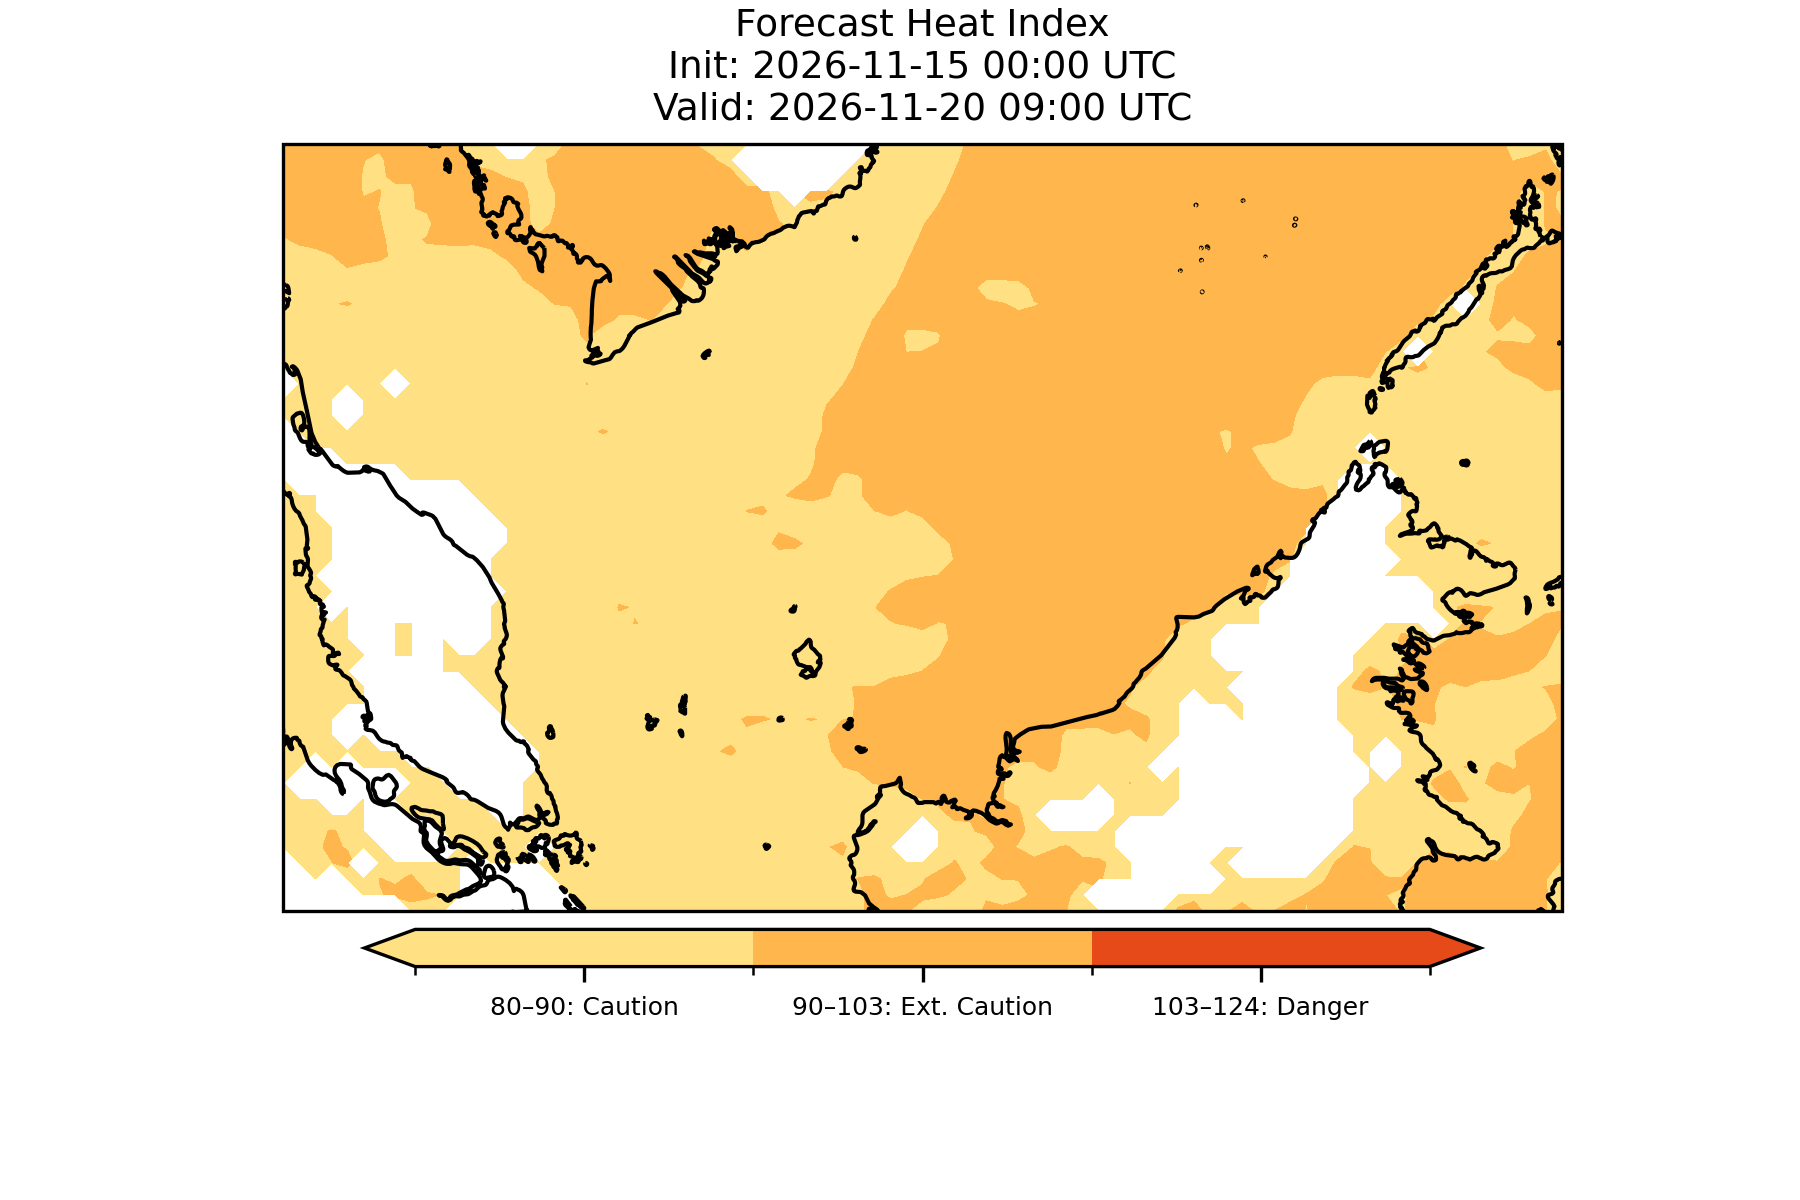 Forecast Heat Index
Init: 2026-11-15 00:00 UTC
Valid: 2026-11-20 09:00 UTC
80–90: Caution
90–103: Ext. Caution
103–124: Danger